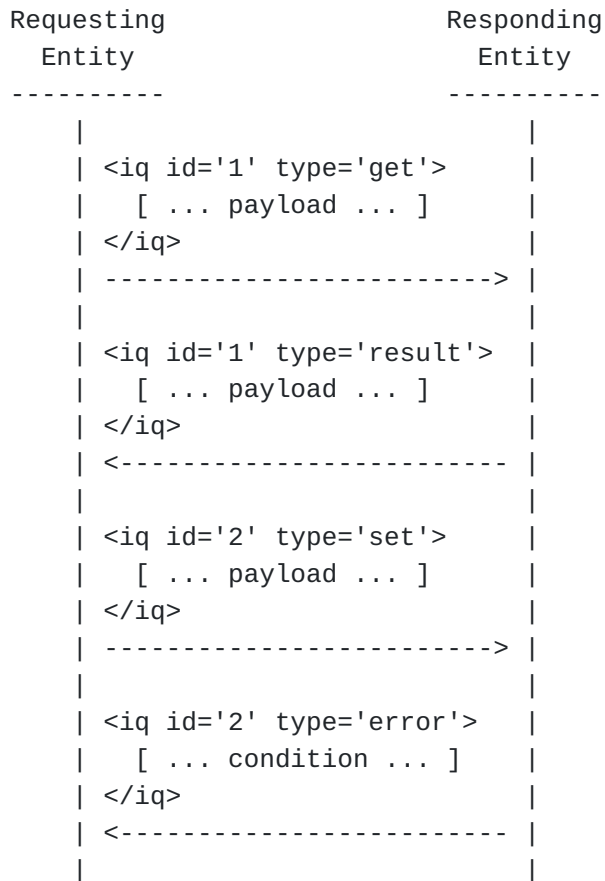 Requesting                  Responding
  Entity                      Entity
----------                  ----------
    |                            |
    | <iq id='1' type='get'>     |
    |   [ ... payload ... ]      |
    | </iq>                      |
    | -------------------------> |
    |                            |
    | <iq id='1' type='result'>  |
    |   [ ... payload ... ]      |
    | </iq>                      |
    | <------------------------- |
    |                            |
    | <iq id='2' type='set'>     |
    |   [ ... payload ... ]      |
    | </iq>                      |
    | -------------------------> |
    |                            |
    | <iq id='2' type='error'>   |
    |   [ ... condition ... ]    |
    | </iq>                      |
    | <------------------------- |
    |                            |